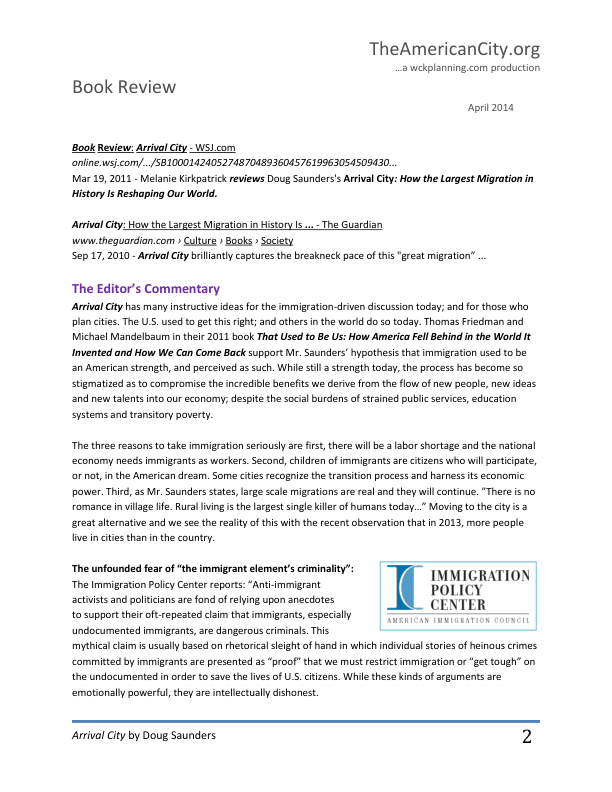 TheAmericanCity.org
…a wckplanning.com production
Book Review
April 2014
Book Review: Arrival City - WSJ.com
online.wsj.com/.../SB10001424052748704893604576199630545094​30...
Mar 19, 2011 - Melanie Kirkpatrick reviews Doug Saunders's Arrival City: How the Largest Migration in
History Is Reshaping Our World.
Arrival City: How the Largest Migration in History Is ... - The Guardian
www.theguardian.com › Culture › Books › Society
Sep 17, 2010 - Arrival City brilliantly captures the breakneck pace of this "great migration” ...
The Editor’s Commentary
Arrival City has many instructive ideas for the immigration-driven discussion today; and for those who
plan cities. The U.S. used to get this right; and others in the world do so today. Thomas Friedman and
Michael Mandelbaum in their 2011 book That Used to Be Us: How America Fell Behind in the World It
Invented and How We Can Come Back support Mr. Saunders’ hypothesis that immigration used to be
an American strength, and perceived as such. While still a strength today, the process has become so
stigmatized as to compromise the incredible benefits we derive from the flow of new people, new ideas
and new talents into our economy; despite the social burdens of strained public services, education
systems and transitory poverty.
The three reasons to take immigration seriously are first, there will be a labor shortage and the national
economy needs immigrants as workers. Second, children of immigrants are citizens who will participate,
or not, in the American dream. Some cities recognize the transition process and harness its economic
power. Third, as Mr. Saunders states, large scale migrations are real and they will continue. “There is no
romance in village life. Rural living is the largest single killer of humans today…” Moving to the city is a
great alternative and we see the reality of this with the recent observation that in 2013, more people
live in cities than in the country.
The unfounded fear of “the immigrant element’s criminality”:
The Immigration Policy Center reports: “Anti-immigrant
activists and politicians are fond of relying upon anecdotes
to support their oft-repeated claim that immigrants, especially
undocumented immigrants, are dangerous criminals. This
IMMIGRATION
POLICY
CENTER
AMERICAN IMMIGRATION COUNCIL
mythical claim is usually based on rhetorical sleight of hand in which individual stories of heinous crimes
committed by immigrants are presented as “proof” that we must restrict immigration or “get tough” on
the undocumented in order to save the lives of U.S. citizens. While these kinds of arguments are
emotionally powerful, they are intellectually dishonest.
Arrival City by Doug Saunders
2